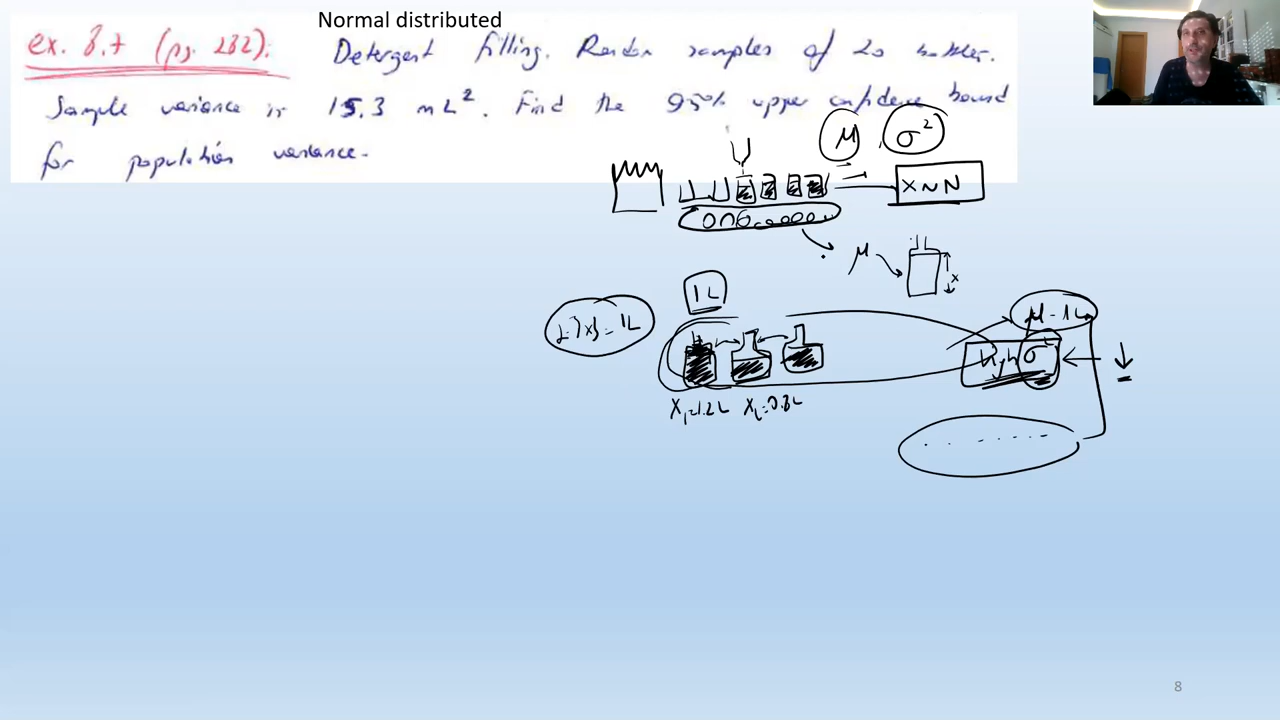 Normal distributed
ex. 8.7 (pg. 282). Detergent filling. Random samples of 20 bottles.
Sample variance is 15.3 mL². Find the 95% upper confidence bound
for population variance.
μ, σ²
X ~ N
μ
x
1L
μ = 1L
= 1L
High σ
X₁=1.2L X₂=0.8L
8